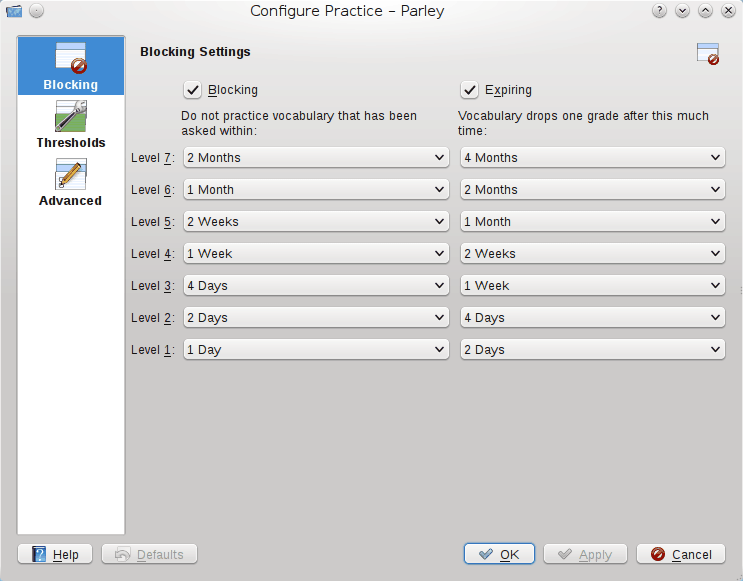 Configure Practice – Parley
Blocking
Thresholds
Advanced
Blocking Settings
Blocking
Expiring
Do not practice vocabulary that has been
asked within:
Vocabulary drops one grade after this much
time:
Level 7: 2 Months 4 Months
Level 6: 1 Month 2 Months
Level 5: 2 Weeks 1 Month
Level 4: 1 Week 2 Weeks
Level 3: 4 Days 1 Week
Level 2: 2 Days 4 Days
Level 1: 1 Day 2 Days
Help Defaults OK Apply Cancel